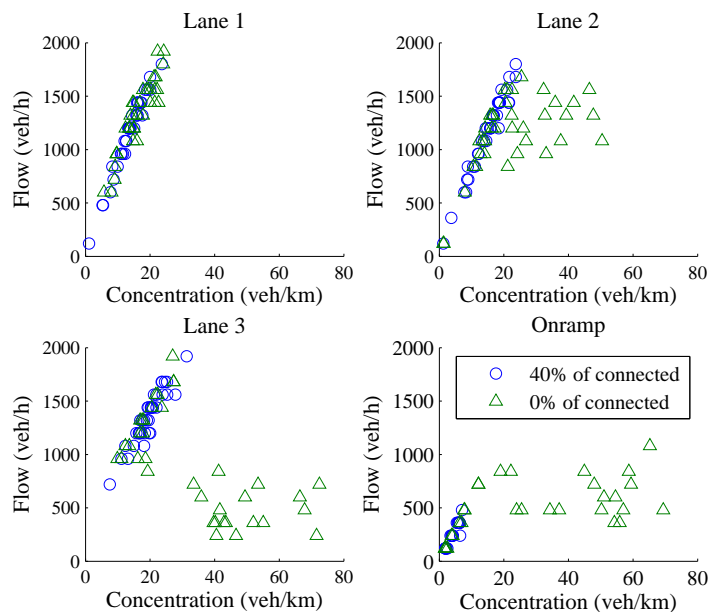 Lane 1
2000
1500
1000
500
0
Flow (veh/h)
0 20 40 60 80
Concentration (veh/km)
Lane 2
2000
1500
1000
500
0
Flow (veh/h)
0 20 40 60 80
Concentration (veh/km)
Lane 3
2000
1500
1000
500
0
Flow (veh/h)
0 20 40 60 80
Concentration (veh/km)
Onramp
2000
1500
1000
500
0
Flow (veh/h)
0 20 40 60 80
Concentration (veh/km)
40% of connected
0% of connected